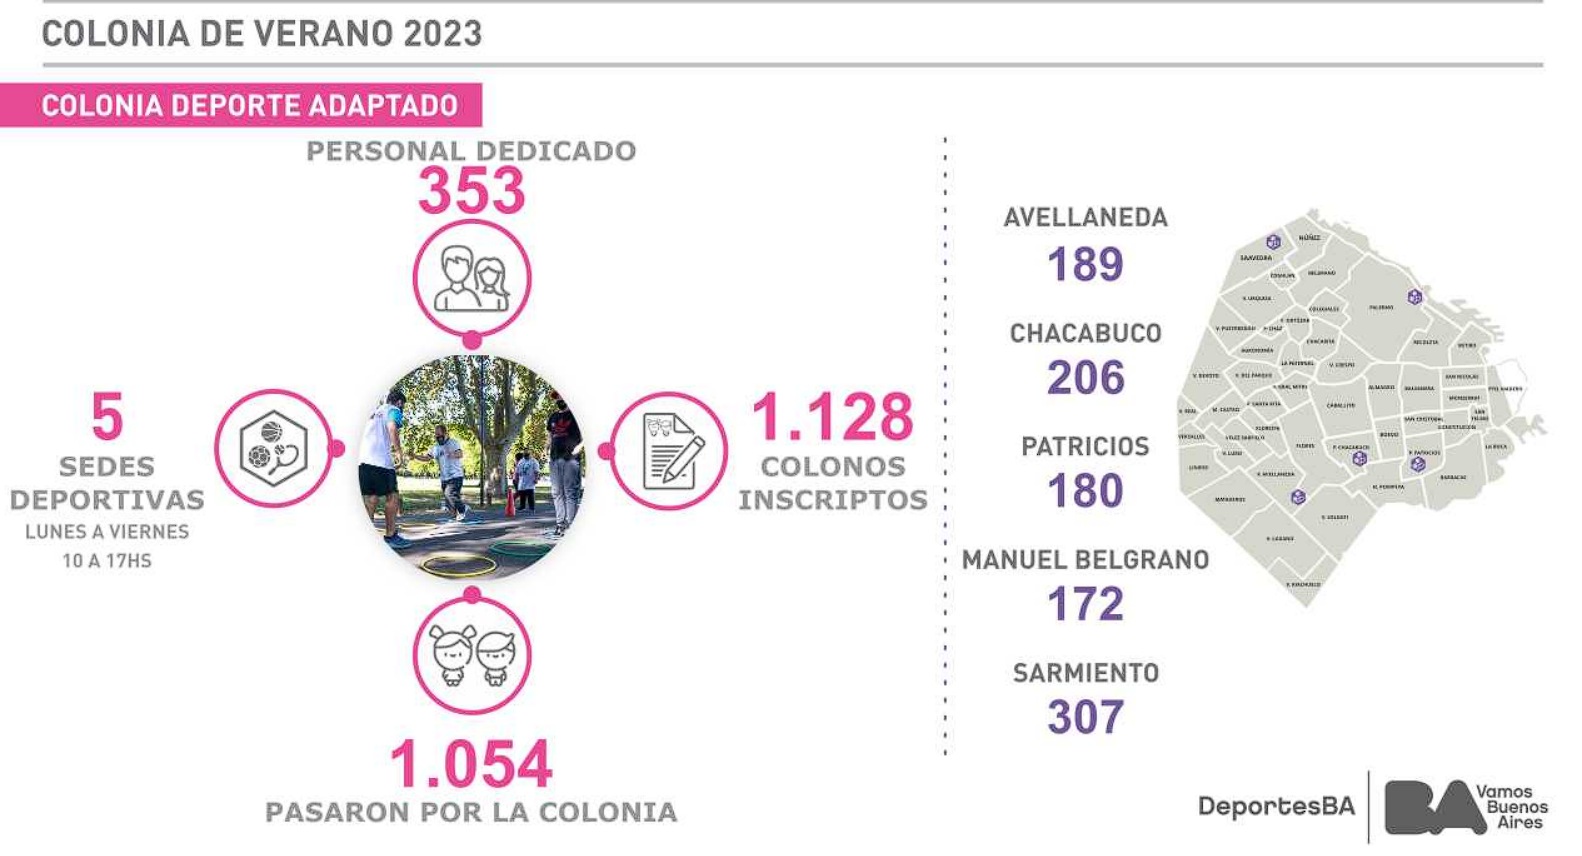 COLONIA DE VERANO 2023
COLONIA DEPORTE ADAPTADO
PERSONAL DEDICADO
353
5
SEDES
DEPORTIVAS
LUNES A VIERNES
10 A 17HS
1.128
COLONOS
INSCRIPTOS
1.054
PASARON POR LA COLONIA
AVELLANEDA
189
CHACABUCO
206
PATRICIOS
180
MANUEL BELGRANO
172
SARMIENTO
307
NÚÑEZ
SAAVEDRA
COGHLAN
BELGRANO
V. URQUIZA
COLEGIALES
PALERMO
V. ORTÚZAR
V. PUEYRREDÓN
P. CHAS
CHACARITA
RECOLETA
RETIRO
AGRONOMÍA
LA PATERNAL
V. CRESPO
V. DEVOTO
V. DEL PARQUE
SAN NICOLÁS
V. GRAL. MITRE
ALMAGRO
BALVANERA
PTO. MADERO
MONSERRAT
V. SANTA RITA
CABALLITO
V. REAL
M. CASTRO
SAN
TELMO
SAN CRISTÓBAL
CONSTITUCIÓN
FLORESTA
BOEDO
VERSALLES
VÉLEZ SARSFIELD
FLORES
P. CHACABUCO
LA BOCA
V. LURO
P. PATRICIOS
LINIERS
P. AVELLANEDA
BARRACAS
N. POMPEYA
MATADEROS
V. SOLDATI
V. LUGANO
V. RIACHUELO
DeportesBA
BA
Vamos
Buenos
Aires